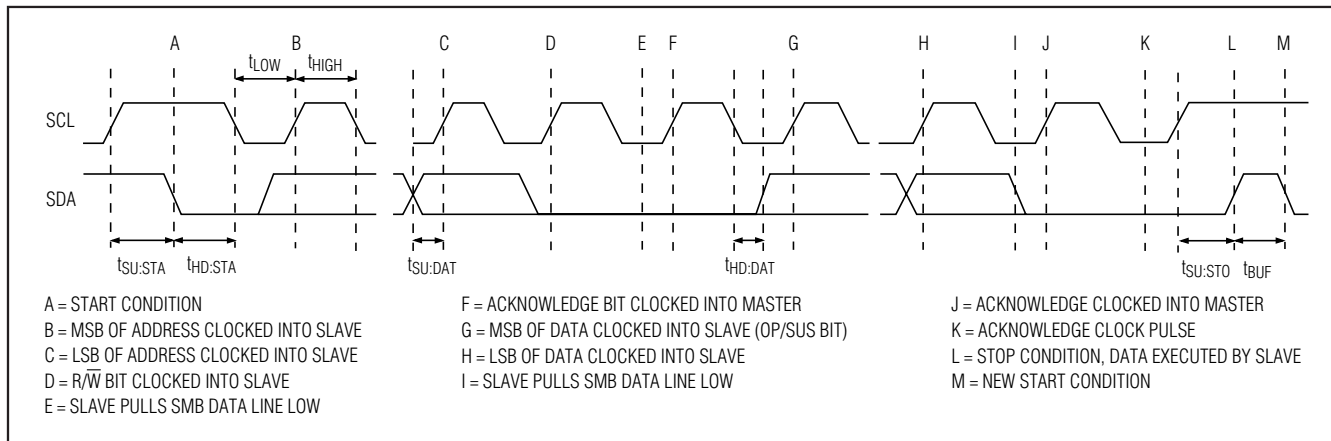 A B C D E F G H I J K L M
tLOW tHIGH
SCL
SDA
tSU:STA tHD:STA tSU:DAT tHD:DAT tSU:STO tBUF
A = START CONDITION
B = MSB OF ADDRESS CLOCKED INTO SLAVE
C = LSB OF ADDRESS CLOCKED INTO SLAVE
D = R/W̅ BIT CLOCKED INTO SLAVE
E = SLAVE PULLS SMB DATA LINE LOW
F = ACKNOWLEDGE BIT CLOCKED INTO MASTER
G = MSB OF DATA CLOCKED INTO SLAVE (OP/SUS BIT)
H = LSB OF DATA CLOCKED INTO SLAVE
I = SLAVE PULLS SMB DATA LINE LOW
J = ACKNOWLEDGE CLOCKED INTO MASTER
K = ACKNOWLEDGE CLOCK PULSE
L = STOP CONDITION, DATA EXECUTED BY SLAVE
M = NEW START CONDITION